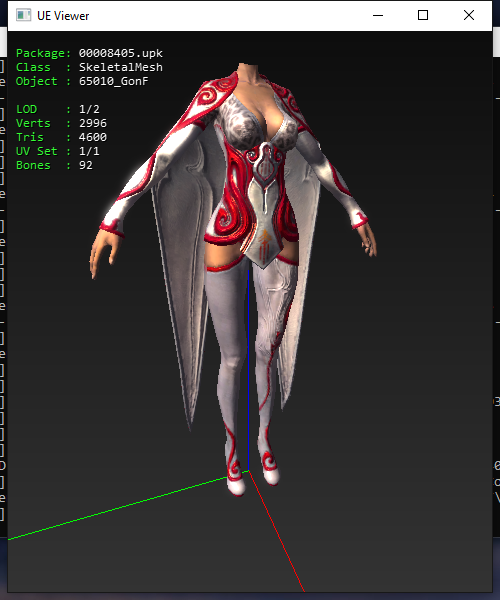 UE Viewer
Package: 00008405.upk
Class : SkeletalMesh
Object : 65010_GonF
LOD : 1/2
Verts : 2996
Tris : 4600
UV Set : 1/1
Bones : 92